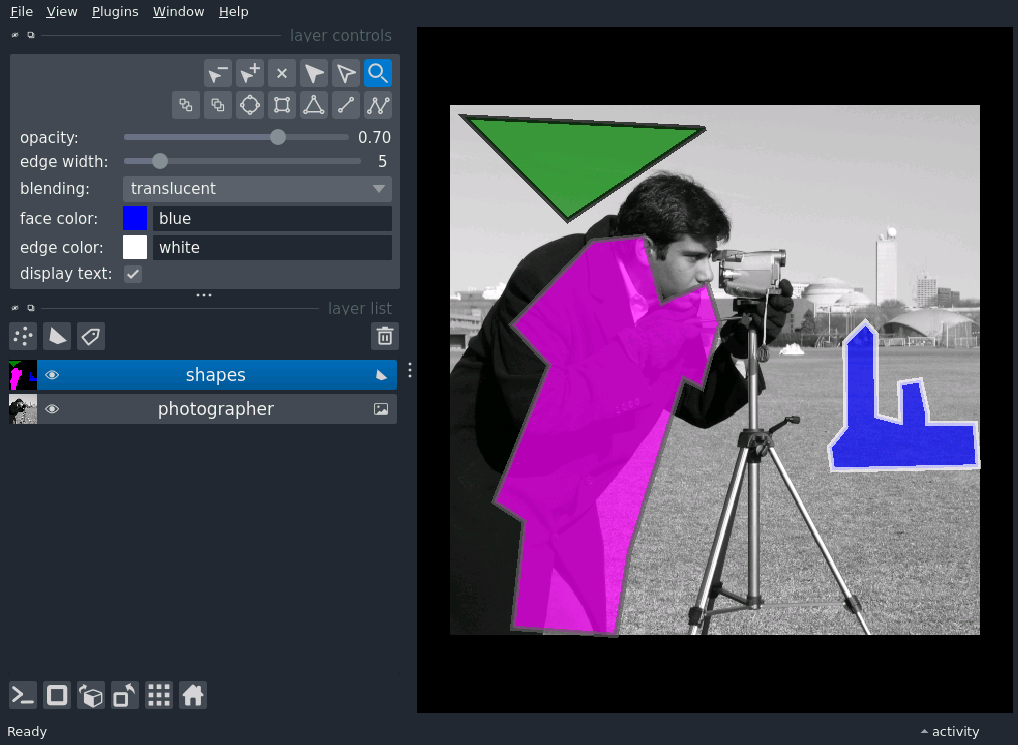 File View Plugins Window Help
layer controls
opacity: 0.70
edge width: 5
blending: translucent
face color: blue
edge color: white
display text:
layer list
shapes
photographer
Ready
activity